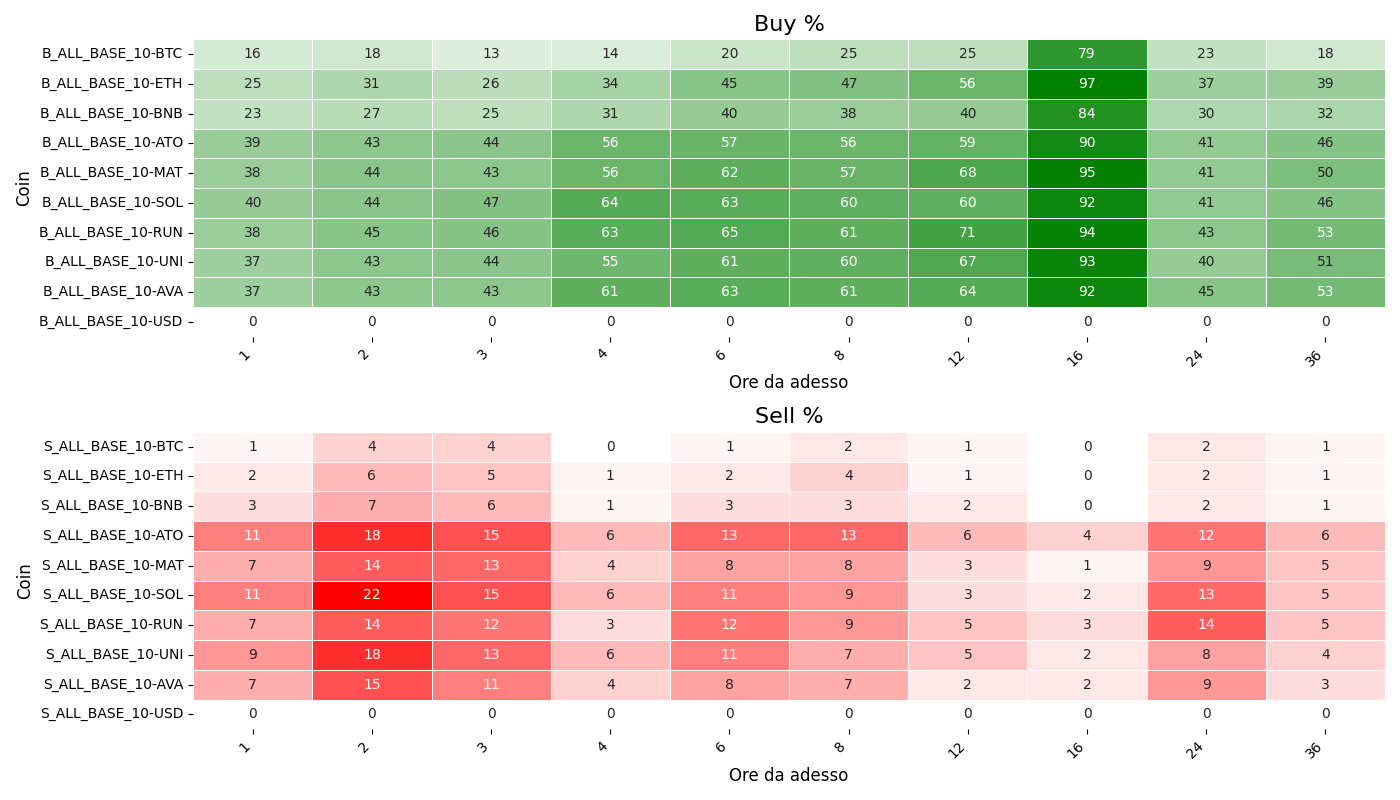 Buy %
Coin
B_ALL_BASE_10-BTC 16 18 13 14 20 25 25 79 23 18
B_ALL_BASE_10-ETH 25 31 26 34 45 47 56 97 37 39
B_ALL_BASE_10-BNB 23 27 25 31 40 38 40 84 30 32
B_ALL_BASE_10-ATO 39 43 44 56 57 56 59 90 41 46
B_ALL_BASE_10-MAT 38 44 43 56 62 57 68 95 41 50
B_ALL_BASE_10-SOL 40 44 47 64 63 60 60 92 41 46
B_ALL_BASE_10-RUN 38 45 46 63 65 61 71 94 43 53
B_ALL_BASE_10-UNI 37 43 44 55 61 60 67 93 40 51
B_ALL_BASE_10-AVA 37 43 43 61 63 61 64 92 45 53
B_ALL_BASE_10-USD 0 0 0 0 0 0 0 0 0 0
1 2 3 4 6 8 12 16 24 36
Ore da adesso
Sell %
Coin
S_ALL_BASE_10-BTC 1 4 4 0 1 2 1 0 2 1
S_ALL_BASE_10-ETH 2 6 5 1 2 4 1 0 2 1
S_ALL_BASE_10-BNB 3 7 6 1 3 3 2 0 2 1
S_ALL_BASE_10-ATO 11 18 15 6 13 13 6 4 12 6
S_ALL_BASE_10-MAT 7 14 13 4 8 8 3 1 9 5
S_ALL_BASE_10-SOL 11 22 15 6 11 9 3 2 13 5
S_ALL_BASE_10-RUN 7 14 12 3 12 9 5 3 14 5
S_ALL_BASE_10-UNI 9 18 13 6 11 7 5 2 8 4
S_ALL_BASE_10-AVA 7 15 11 4 8 7 2 2 9 3
S_ALL_BASE_10-USD 0 0 0 0 0 0 0 0 0 0
1 2 3 4 6 8 12 16 24 36
Ore da adesso